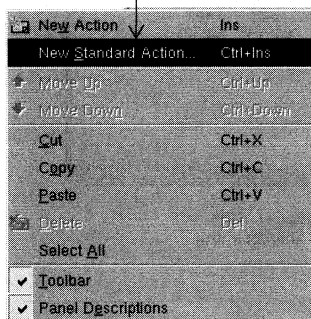 New Action Ins
New Standard Action... Ctrl+Ins
Move Up Ctrl+Up
Move Down Ctrl+Down
Cut Ctrl+X
Copy Ctrl+C
Paste Ctrl+V
Delete Del
Select All
Toolbar
Panel Descriptions